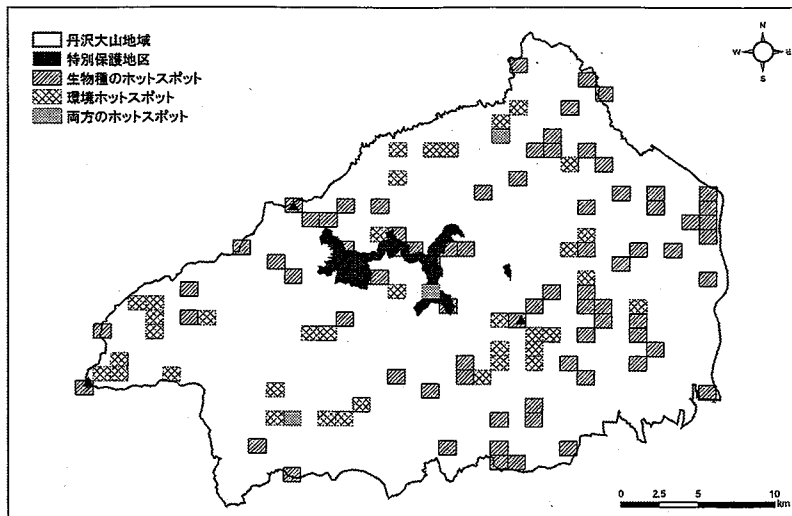 丹沢大山地域
特別保護地区
生物種のホットスポット
環境ホットスポット
両方のホットスポット
N
W
E
S
0 2.5 5 10
km